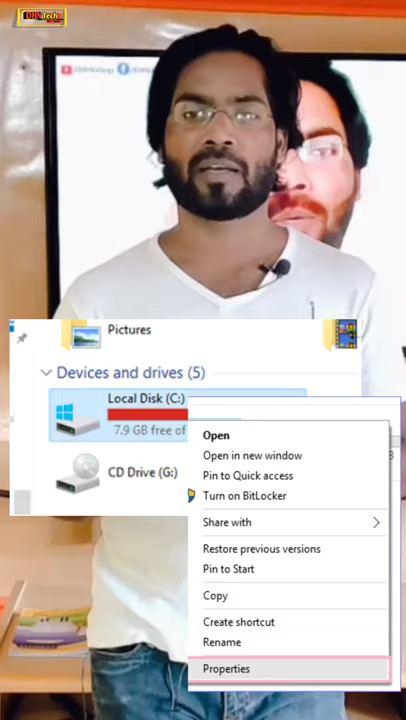 DHN Tech
Pictures
Devices and drives (5)
Local Disk (C:)
7.9 GB free of
CD Drive (G:)
Open
Open in new window
Pin to Quick access
Turn on BitLocker
Share with
Restore previous versions
Pin to Start
Copy
Create shortcut
Rename
Properties